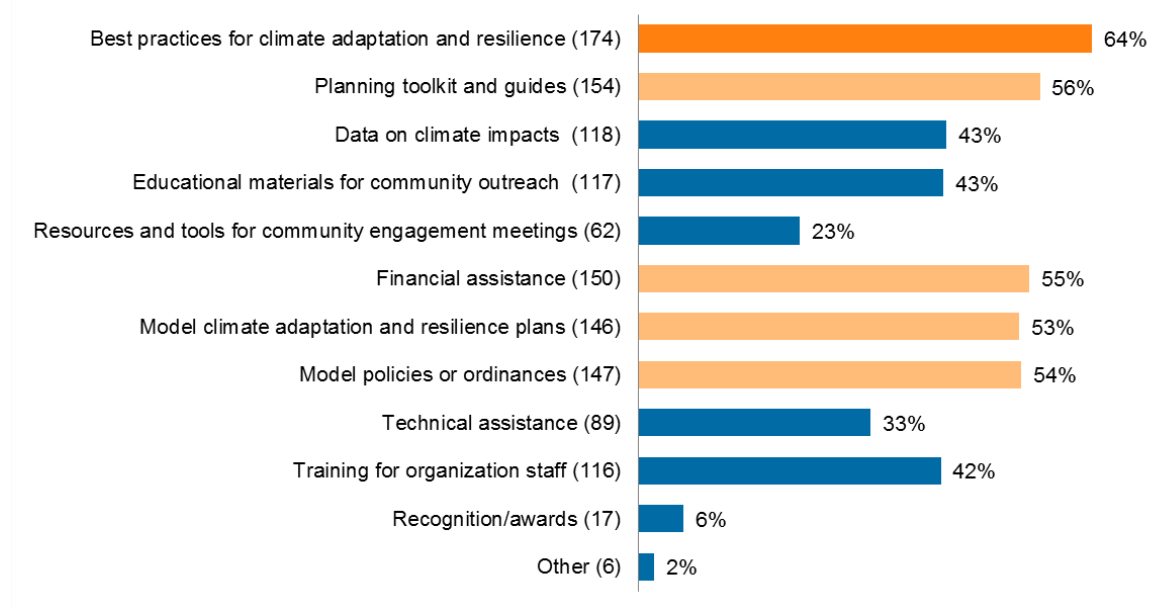 Best practices for climate adaptation and resilience (174) 64%
Planning toolkit and guides (154) 56%
Data on climate impacts  (118) 43%
Educational materials for community outreach  (117) 43%
Resources and tools for community engagement meetings (62) 23%
Financial assistance (150) 55%
Model climate adaptation and resilience plans (146) 53%
Model policies or ordinances (147) 54%
Technical assistance (89) 33%
Training for organization staff (116) 42%
Recognition/awards (17) 6%
Other (6) 2%